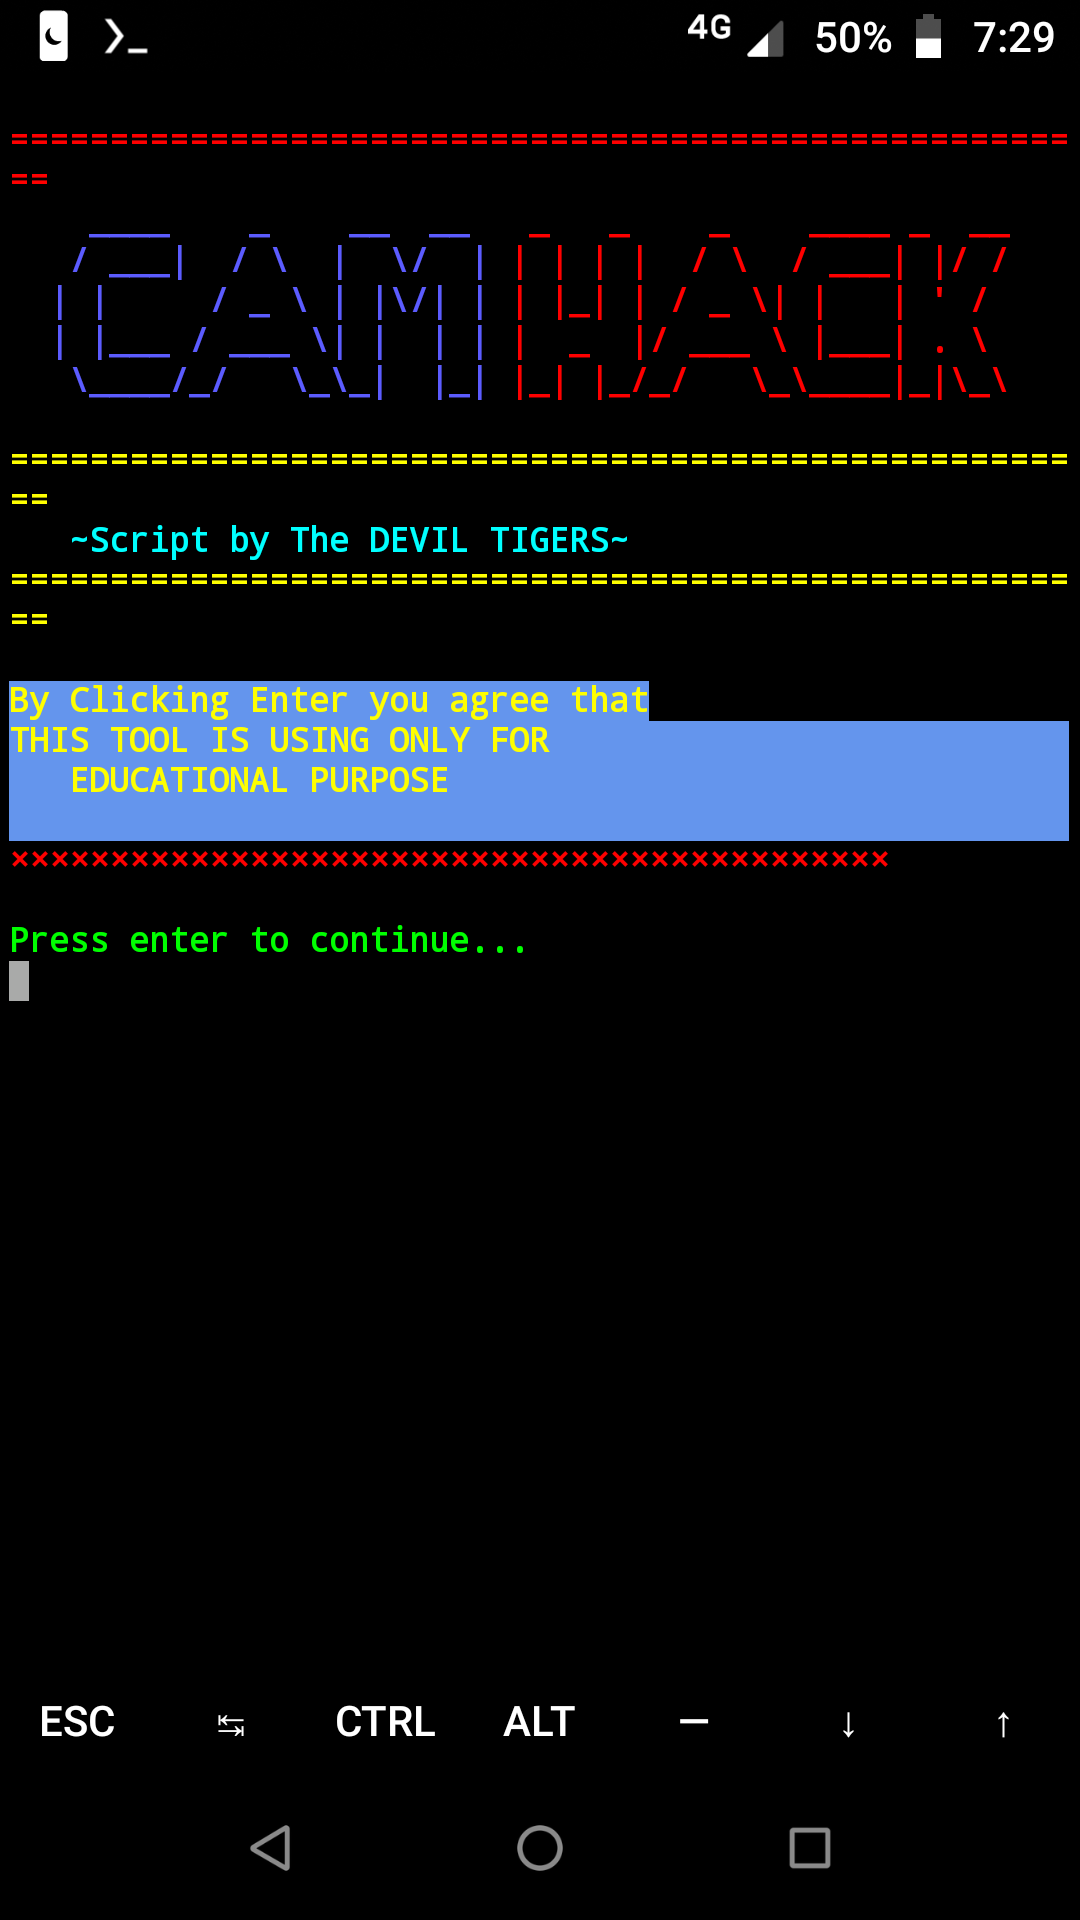 4G 50% 7:29
=====================================================
==
CAMHACK
=====================================================
==
~Script by The DEVIL TIGERS~
=====================================================
==
By Clicking Enter you agree that
THIS TOOL IS USING ONLY FOR
EDUCATIONAL PURPOSE
××××××××××××××××××××××××××××××××××××××××××××
Press enter to continue...
ESC ↹ CTRL ALT — ↓ ↑